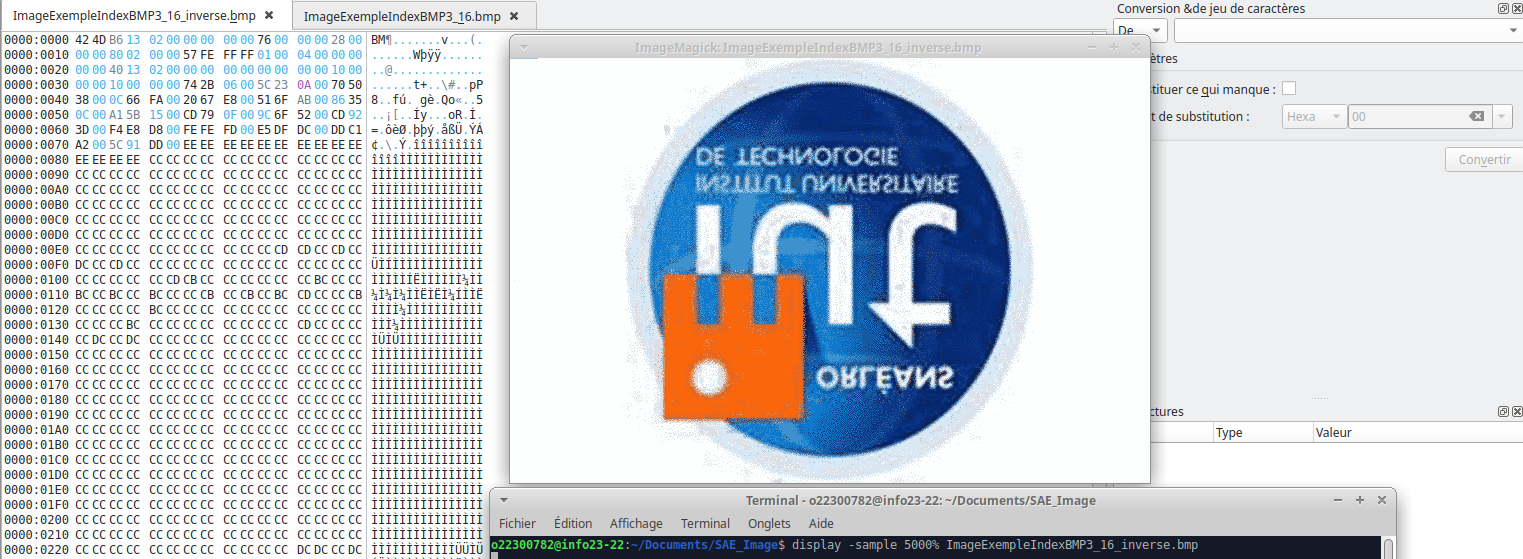 ImageExempleIndexBMP3_16_inverse.bmp
ImageExempleIndexBMP3_16.bmp
0000:0000 42 4D B6 13 02 00 00 00 00 00 76 00 00 00 28 00 BM¶.......v...(.
0000:0010 00 00 80 02 00 00 57 FE FF FF 01 00 04 00 00 00 ......Wþÿÿ......
0000:0020 00 00 40 13 02 00 00 00 00 00 00 00 00 00 10 00 ..@.............
0000:0030 00 00 10 00 00 00 74 2B 06 00 5C 23 0A 00 70 50 ......t+..\#..pP
0000:0040 38 00 0C 66 FA 00 20 67 E8 00 51 6F AB 00 86 35 8..fú. gè.Qo«..5
0000:0050 0C 00 A1 5B 15 00 CD 79 0F 00 9C 6F 52 00 CD 92 ..¡[..Íy...oR.Í.
0000:0060 3D 00 F4 E8 D8 00 FE FE FD 00 E5 DF DC 00 DD C1 =.ôèØ.þþý.åßÜ.ÝÁ
0000:0070 A2 00 5C 91 DD 00 EE EE EE EE EE EE EE EE EE EE ¢.\.Ý.îîîîîîîîîî
0000:0080 EE EE EE EE CC CC CC CC CC CC CC CC CC CC CC CC îîîîÌÌÌÌÌÌÌÌÌÌÌÌ
0000:0090 CC CC CC CC CC CC CC CC CC CC CC CC CC CC CC CC ÌÌÌÌÌÌÌÌÌÌÌÌÌÌÌÌ
0000:00A0 CC CC CC CC CC CC CC CC CC CC CC CC CC CC CC CC ÌÌÌÌÌÌÌÌÌÌÌÌÌÌÌÌ
0000:00B0 CC CC CC CC CC CC CC CC CC CC CC CC CC CC CC CC ÌÌÌÌÌÌÌÌÌÌÌÌÌÌÌÌ
0000:00C0 CC CC CC CC CC CC CC CC CC CC CC CC CC CC CC CC ÌÌÌÌÌÌÌÌÌÌÌÌÌÌÌÌ
0000:00D0 CC CC CC CC CC CC CC CC CC CC CC CC CC CC CC CC ÌÌÌÌÌÌÌÌÌÌÌÌÌÌÌÌ
0000:00E0 CC CC CC CC CC CC CC CC CC CC CC CD CD CC CD CC ÌÌÌÌÌÌÌÌÌÌÌÍÍÌÍÌ
0000:00F0 DC CC CD CC CC CC CC CC CC CC CC CC CC CC CC CC ÜÌÍÌÌÌÌÌÌÌÌÌÌÌÌÌ
0000:0100 CC CC CC CC CC CD CB CC CC CC CC CC CC BC CC CC ÌÌÌÌÌÍËÌÌÌÌÌÌ¼ÌÌ
0000:0110 BC CC BC CC BC CC CC CB CC CB CC BC CD CC CC CB ¼Ì¼Ì¼ÌÌËÌËÌ¼ÍÌÌË
0000:0120 CC CC CC CC BC CC CC CC CC CC CC CC CC CC CC CC ÌÌÌÌ¼ÌÌÌÌÌÌÌÌÌÌÌ
0000:0130 CC CC CC BC CC CC CC CC CC CC CC CC CD CC CC CC ÌÌÌ¼ÌÌÌÌÌÌÌÌÍÌÌÌ
0000:0140 CC DC CC DC CC CC CC CC CC CC CC CC CC CC CC CC ÌÜÌÜÌÌÌÌÌÌÌÌÌÌÌÌ
0000:0150 CC CC CC CC CC CC CC CC CC CC CC CC CC CC CC CC ÌÌÌÌÌÌÌÌÌÌÌÌÌÌÌÌ
0000:0160 CC CC CC CC CC CC CC CC CC CC CC CC CC CC CC CC ÌÌÌÌÌÌÌÌÌÌÌÌÌÌÌÌ
0000:0170 CC CC CC CC CC CC CC CC CC CC CC CC CC CC CC CC ÌÌÌÌÌÌÌÌÌÌÌÌÌÌÌÌ
0000:0180 CC CC CC CC CC CC CC CC CC CC CC CC CC CC CC CC ÌÌÌÌÌÌÌÌÌÌÌÌÌÌÌÌ
0000:0190 CC CC CC CC CC CC CC CC CC CC CC CC CC CC CC CC ÌÌÌÌÌÌÌÌÌÌÌÌÌÌÌÌ
0000:01A0 CC CC CC CC CC CC CC CC CC CC CC CC CC CC CC CC ÌÌÌÌÌÌÌÌÌÌÌÌÌÌÌÌ
0000:01B0 CC CC CC CC CC CC CC CC CC CC CC CC CC CC CC CC ÌÌÌÌÌÌÌÌÌÌÌÌÌÌÌÌ
0000:01C0 CC CC CC CC CC CC CC CC CC CC CC CC CC CC CC CC ÌÌÌÌÌÌÌÌÌÌÌÌÌÌÌÌ
0000:01D0 CC CC CC CC CC CC CC CC CC CC CC CC CC CC CC CC ÌÌÌÌÌÌÌÌÌÌÌÌÌÌÌÌ
0000:01E0 CC CC CC CC CC CC CC CC CC CC CC CC CC CC CC CC ÌÌÌÌÌÌÌÌÌÌÌÌÌÌÌÌ
0000:01F0 CC CC CC CC CC CC CC CC CC CC CC CC CC CC CC CC ÌÌÌÌÌÌÌÌÌÌÌÌÌÌÌÌ
0000:0200 CC CC CC CC CC CC CC CC CC CC CC CC CC CC CC CC ÌÌÌÌÌÌÌÌÌÌÌÌÌÌÌÌ
0000:0210 CC CC CC CC CC CC CC CC CC CC CC CC CC CC CC CC ÌÌÌÌÌÌÌÌÌÌÌÌÌÌÌÌ
0000:0220 CC CC CC CC CC CC CC CC CC CC CC CC DC DC CC DC ÌÌÌÌÌÌÌÌÌÌÌÌÜÜÌÜ
ImageMagick: ImageExempleIndexBMP3_16_inverse.bmp
DE TECHNOLOGIE
INSTITUT UNIVERSITAIRE
iut
ORLÉANS
Conversion &de jeu de caractères
De
ètres
stituer ce qui manque :
t de substitution :
Hexa
00
Convertir
ctures
Type
Valeur
Terminal - o22300782@info23-22: ~/Documents/SAE_Image
Fichier Édition Affichage Terminal Onglets Aide
o22300782@info23-22:~/Documents/SAE_Image$ display -sample 5000% ImageExempleIndexBMP3_16_inverse.bmp